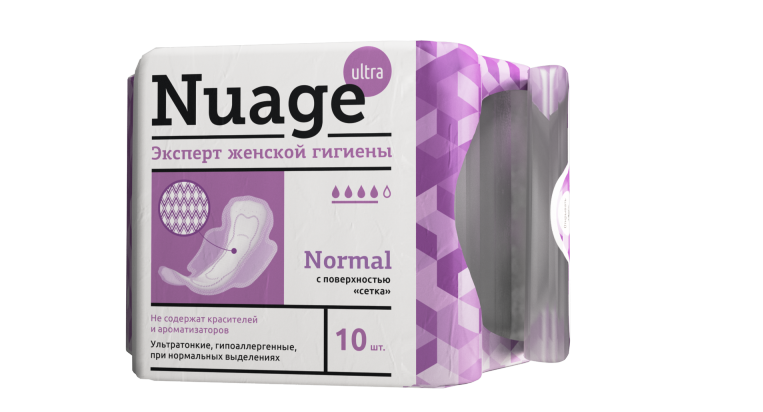 ultra
Nuage
Эксперт женской гигиены
Normal
с поверхностью
«сетка»
Не содержат красителей
и ароматизаторов
Ультратонкие, гипоаллергенные,
при нормальных выделениях
10 шт.